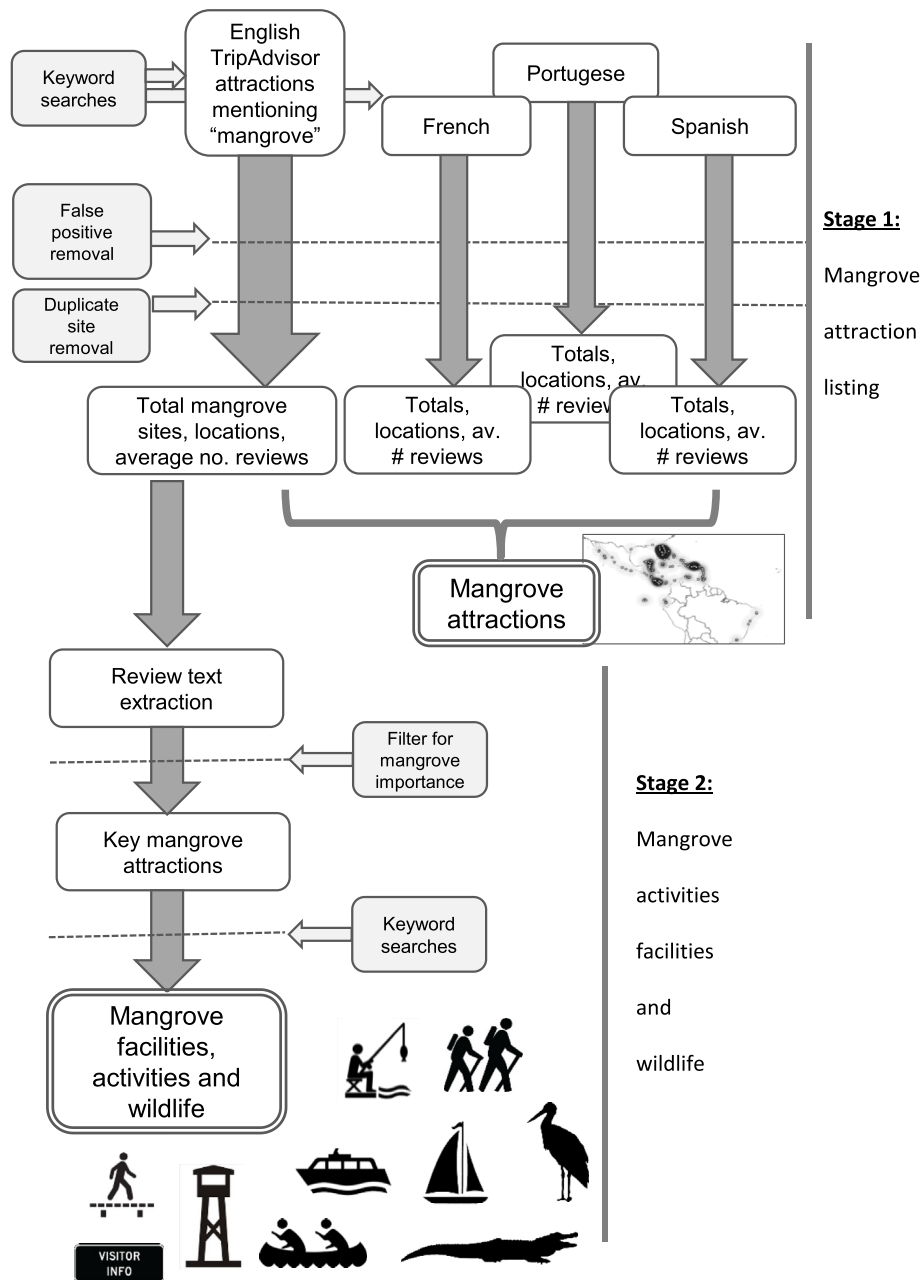 Keyword
searches
English
TripAdvisor
attractions
mentioning
“mangrove”
Portugese
French
Spanish
False
positive
removal
Duplicate
site
removal
Stage 1:
Mangrove
attraction
listing
Total mangrove
sites, locations,
average no. reviews
Totals,
locations, av.
# reviews
Totals,
locations, av.
# review
Totals,
locations, av.
# reviews
Mangrove
attractions
Review text
extraction
Filter for
mangrove
importance
Key mangrove
attractions
Keyword
searches
Mangrove
facilities,
activities and
wildlife
Stage 2:
Mangrove
activities
facilities
and
wildlife
VISITOR
INFO